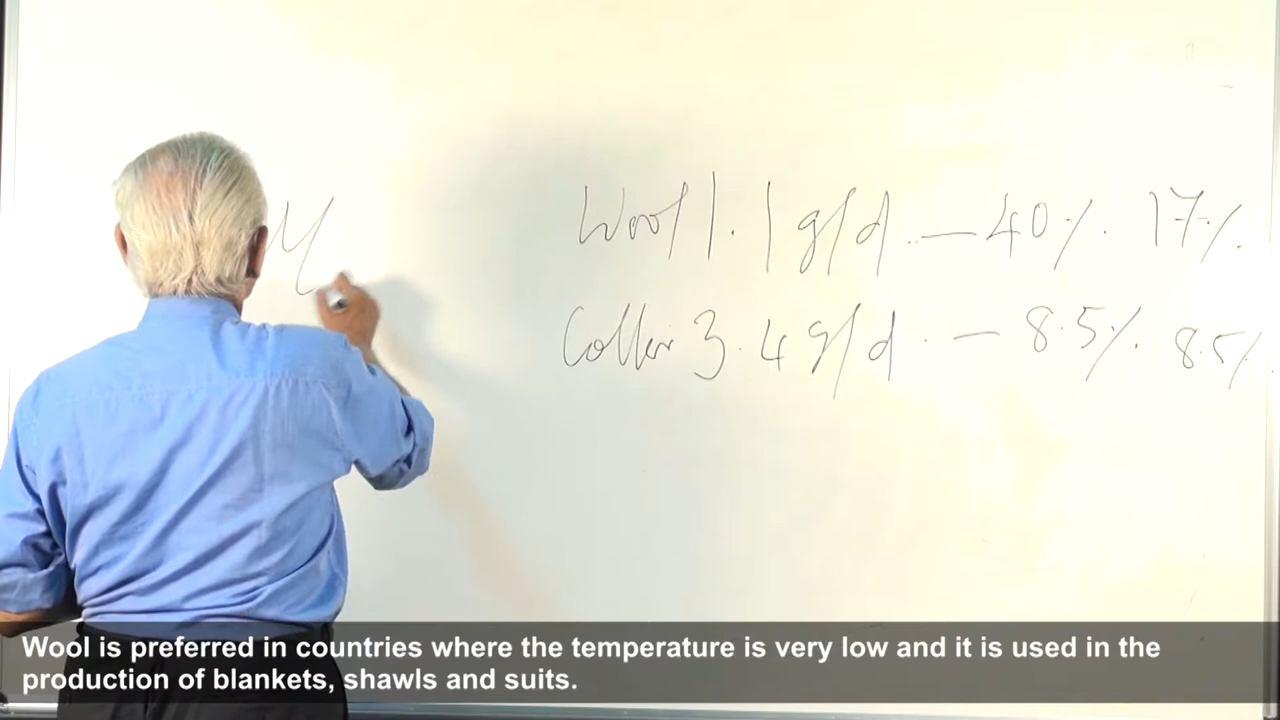 Wool 1.1 g/d - 40%. 17%.
Cotton 3.4 g/d. - 8.5%. 8.5%.
Wool is preferred in countries where the temperature is very low and it is used in the
production of blankets, shawls and suits.